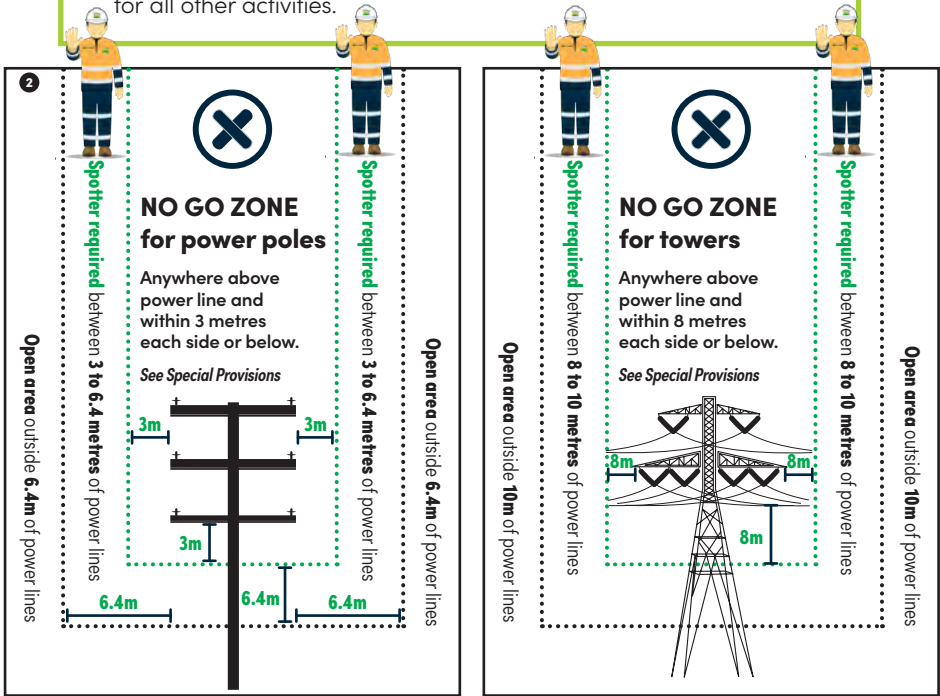 for all other activities.
2
Spotter required between 3 to 6.4 metres of power lines
Open area outside 6.4m of power lines
NO GO ZONE
for power poles
Anywhere above
power line and
within 3 metres
each side or below.
See Special Provisions
3m
3m
3m
6.4m
6.4m
6.4m
Spotter required between 3 to 6.4 metres of power lines
Open area outside 6.4m of power lines
Open area outside 10m of power lines
Spotter required between 8 to 10 metres of power lines
NO GO ZONE
for towers
Anywhere above
power line and
within 8 metres
each side or below.
See Special Provisions
8m
8m
8m
Spotter required between 8 to 10 metres of power lines
Open area outside 10m of power lines